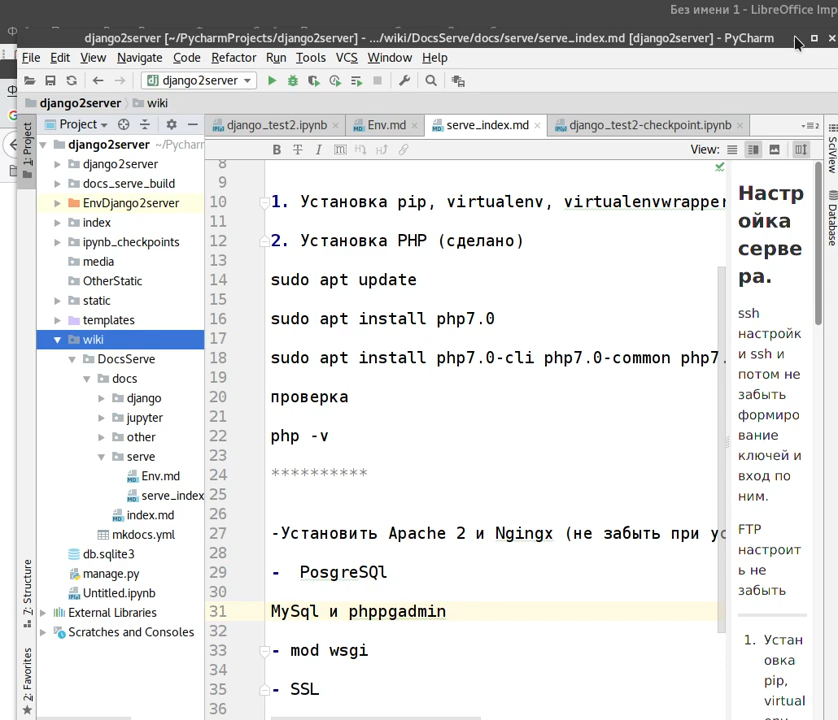 Без имени 1 - LibreOffice Imp
django2server [~/PycharmProjects/django2server] - .../wiki/DocsServe/docs/serve/serve_index.md [django2server] - PyCharm
File Edit View Navigate Code Refactor Run Tools VCS Window Help
django2server
django2server wiki
1: Project
Project
django_test2.ipynb Env.md serve_index.md django_test2-checkpoint.ipynb
View:
django2server ~/Pychar
django2server
docs_serve_build
EnvDjango2server
index
ipynb_checkpoints
media
OtherStatic
static
templates
wiki
DocsServe
docs
django
jupyter
other
serve
Env.md
serve_index
index.md
mkdocs.yml
db.sqlite3
manage.py
Untitled.ipynb
External Libraries
Scratches and Consoles
7: Structure
2: Favorites
8
9
10 1. Установка pip, virtualenv, virtualenvwrapper
11
12 2. Установка PHP (сделано)
13
14 sudo apt update
15
16 sudo apt install php7.0
17
18 sudo apt install php7.0-cli php7.0-common php7.
19
20 проверка
21
22 php -v
23
24 **********
25
26
27 -Установить Apache 2 и Ngingx (не забыть при ус
28
29 - PosgreSQl
30
31 MySql и phppgadmin
32
33 - mod wsgi
34
35 - SSL
36
Настр
ойка
серве
ра.
ssh
настройк
и ssh и
потом не
забыть
формиро
вание
ключей и
вход по
ним.
FTP
настроит
ь не
забыть
1. Устан
овка
pip,
virtual
SciView
Database